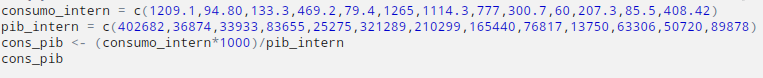 consumo_intern = c(1209.1,94.80,133.3,469.2,79.4,1265,1114.3,777,300.7,60,207.3,85.5,408.42)
pib_intern = c(402682,36874,33933,83655,25275,321289,210299,165440,76817,13750,63306,50720,89878)
cons_pib <- (consumo_intern*1000)/pib_intern
cons_pib